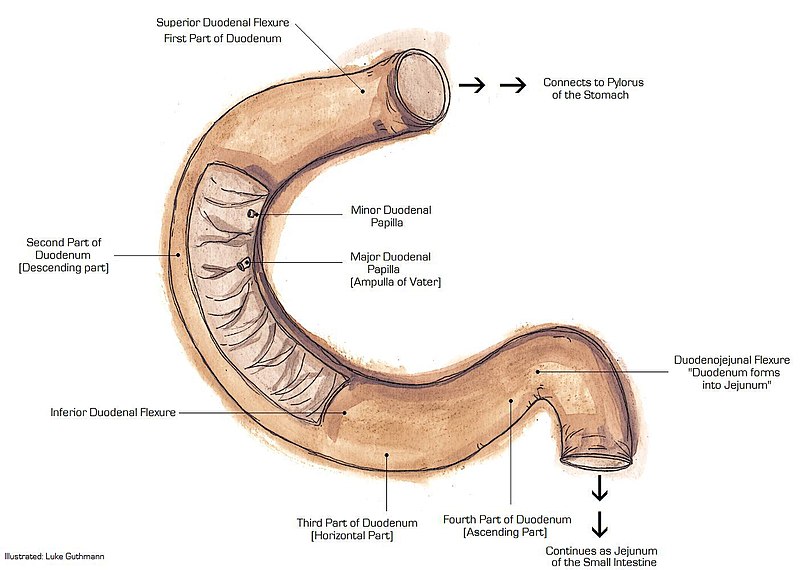 Superior Duodenal Flexure
First Part of Duodenum
Connects to Pylorus
of the Stomach
Minor Duodenal
Papilla
Second Part of
Duodenum
[Descending part]
Major Duodenal
Papilla
[Ampulla of Vater]
Duodenojejunal Flexure
"Duodenum forms
into Jejunum"
Inferior Duodenal Flexure
Third Part of Duodenum
[Horizontal Part]
Fourth Part of Duodenum
[Ascending Part]
Continues as Jejunum
of the Small Intestine
Illustrated: Luke Guthmann